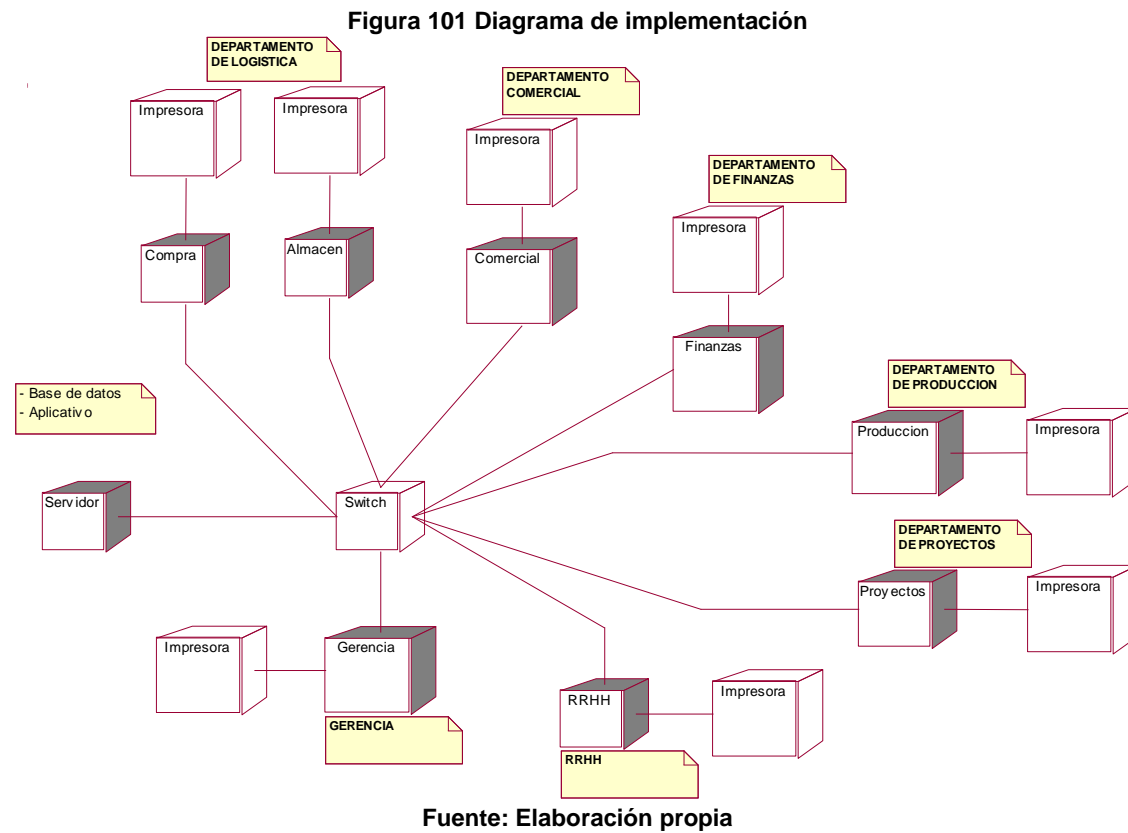 Figura 101 Diagrama de implementación
DEPARTAMENTO
DE LOGISTICA
Impresora
Impresora
DEPARTAMENTO
COMERCIAL
Impresora
DEPARTAMENTO
DE FINANZAS
Impresora
Compra
Almacen
Comercial
Finanzas
- Base de datos
- Aplicativo
DEPARTAMENTO
DE PRODUCCION
Produccion
Impresora
Servidor
Switch
DEPARTAMENTO
DE PROYECTOS
Proyectos
Impresora
Impresora
Gerencia
GERENCIA
RRHH
Impresora
RRHH
Fuente: Elaboración propia